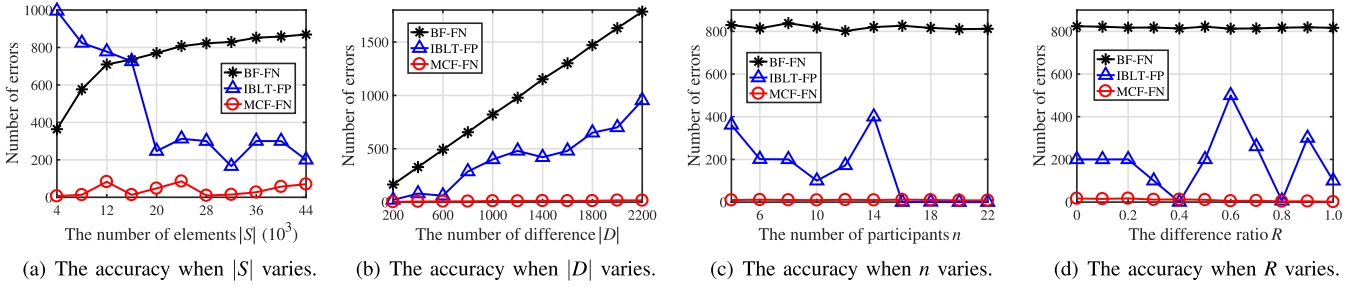 Number of errors
1000
800
600
400
200
0
BF-FN
IBLT-FP
MCF-FN
4 12 20 28 36 44
The number of elements |S| (10³)
(a) The accuracy when |S| varies.
Number of errors
1500
1000
500
0
BF-FN
IBLT-FP
MCF-FN
200 600 1000 1400 1800 2200
The number of difference |D|
(b) The accuracy when |D| varies.
Number of errors
800
600
400
200
0
BF-FN
IBLT-FP
MCF-FN
6 10 14 18 22
The number of participants n
(c) The accuracy when n varies.
Number of errors
800
600
400
200
0
BF-FN
IBLT-FP
MCF-FN
0 0.2 0.4 0.6 0.8 1.0
The difference ratio R
(d) The accuracy when R varies.